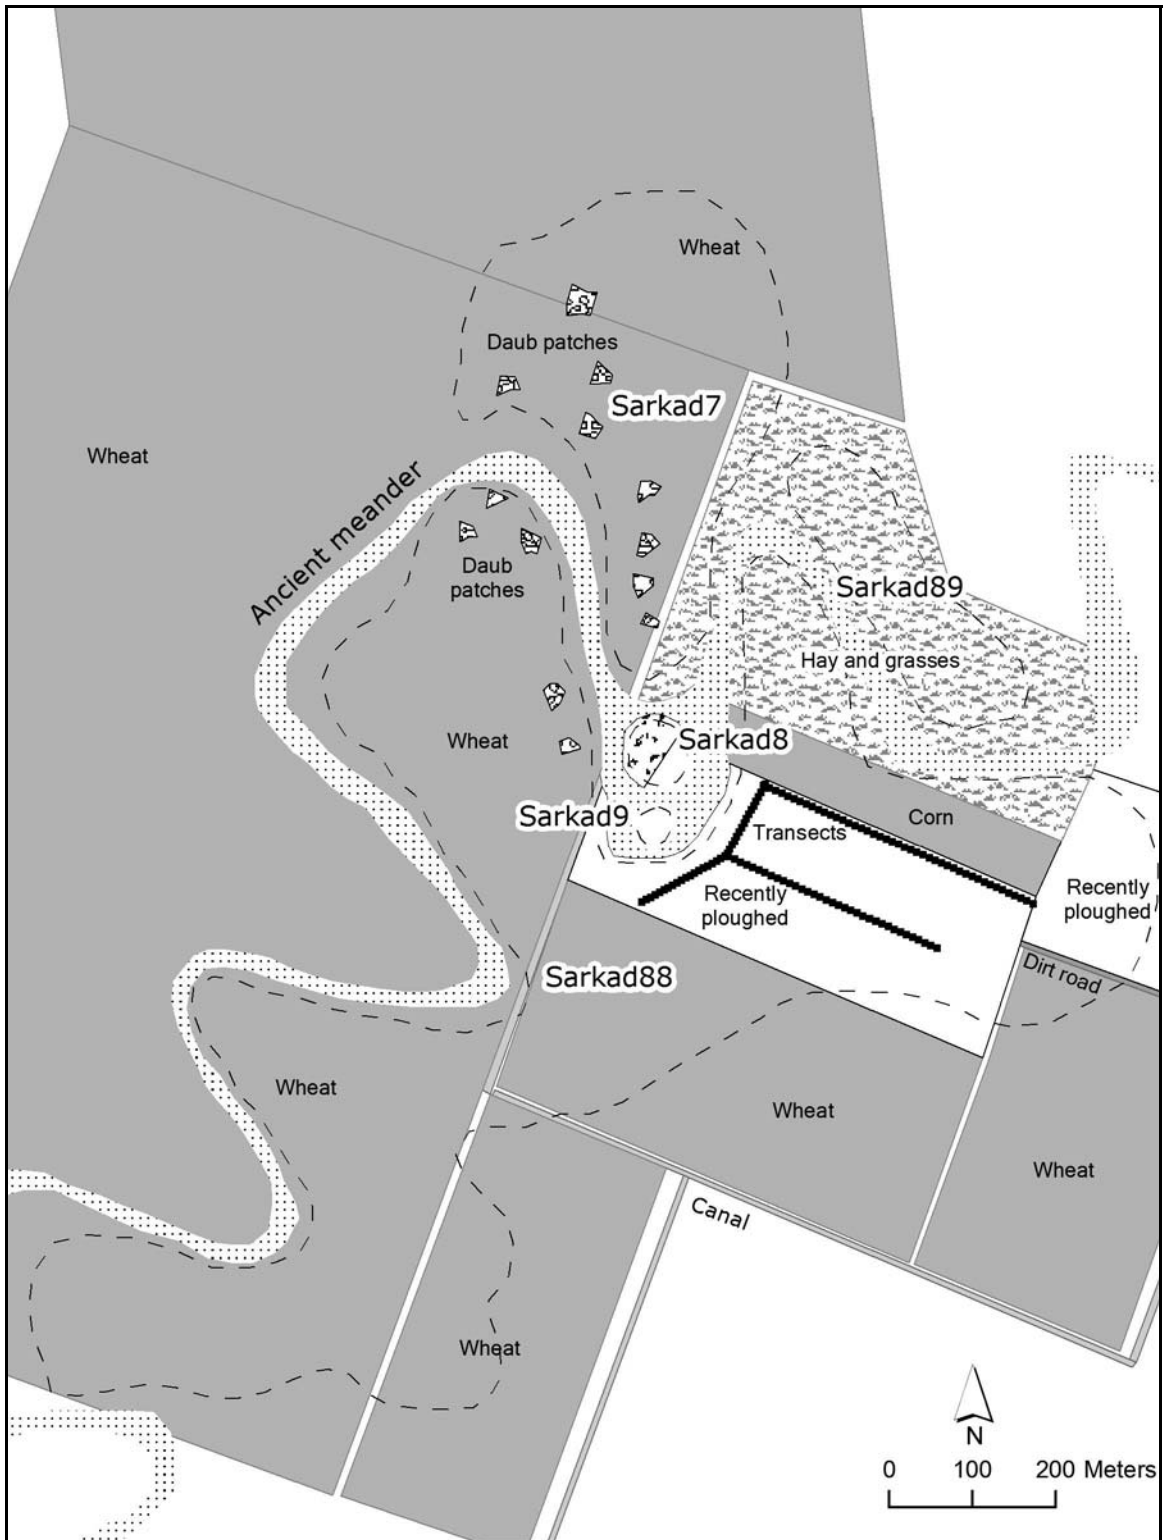 Wheat
Daub patches
Sarkad7
Wheat
Ancient meander
Daub
patches
Sarkad89
Hay and grasses
Wheat
Sarkad8
Sarkad9
Corn
Transects
Recently
ploughed
Recently
ploughed
Sarkad88
Dirt road
Wheat
Wheat
Wheat
Canal
Wheat
N
0 100 200 Meters